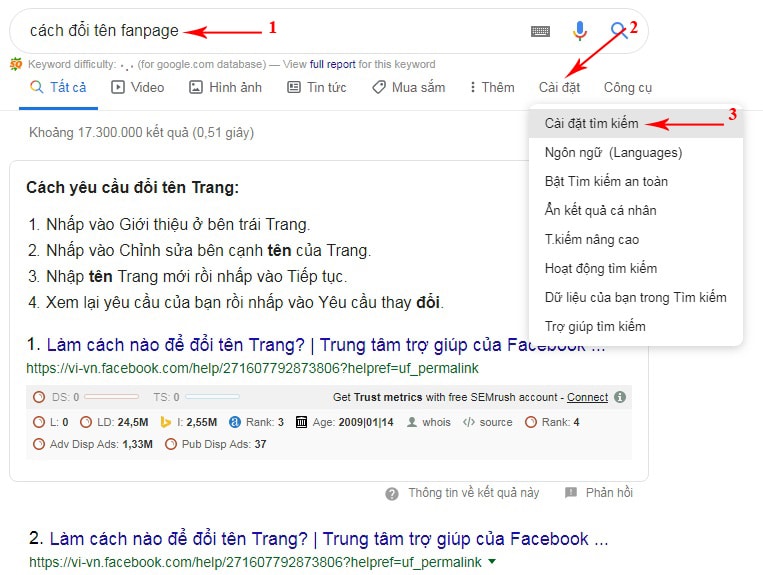 cách đổi tên fanpage
1
2
Keyword difficulty: . . . (for google.com database) — View full report for this keyword
Tất cả
Video
Hình ảnh
Tin tức
Mua sắm
Thêm
Cài đặt
Công cụ
Khoảng 17.300.000 kết quả (0,51 giây)
Cài đặt tìm kiếm
3
Ngôn ngữ (Languages)
Bật Tìm kiếm an toàn
Ẩn kết quả cá nhân
T.kiếm nâng cao
Hoạt động tìm kiếm
Dữ liệu của bạn trong Tìm kiếm
Trợ giúp tìm kiếm
Cách yêu cầu đổi tên Trang:
1. Nhấp vào Giới thiệu ở bên trái Trang.
2. Nhấp vào Chỉnh sửa bên cạnh tên của Trang.
3. Nhập tên Trang mới rồi nhấp vào Tiếp tục.
4. Xem lại yêu cầu của bạn rồi nhấp vào Yêu cầu thay đổi.
1. Làm cách nào để đổi tên Trang? | Trung tâm trợ giúp của Facebook ...
https://vi-vn.facebook.com/help/271607792873806?helpref=uf_permalink
DS: 0 TS: 0 Get Trust metrics with free SEMrush account - Connect
L: 0 LD: 24,5M I: 2,55M Rank: 3 Age: 2009|01|14 whois source Rank: 4
Adv Disp Ads: 1,33M Pub Disp Ads: 37
Thông tin về kết quả này
Phản hồi
2. Làm cách nào để đổi tên Trang? | Trung tâm trợ giúp của Facebook ...
https://vi-vn.facebook.com/help/271607792873806?helpref=uf_permalink